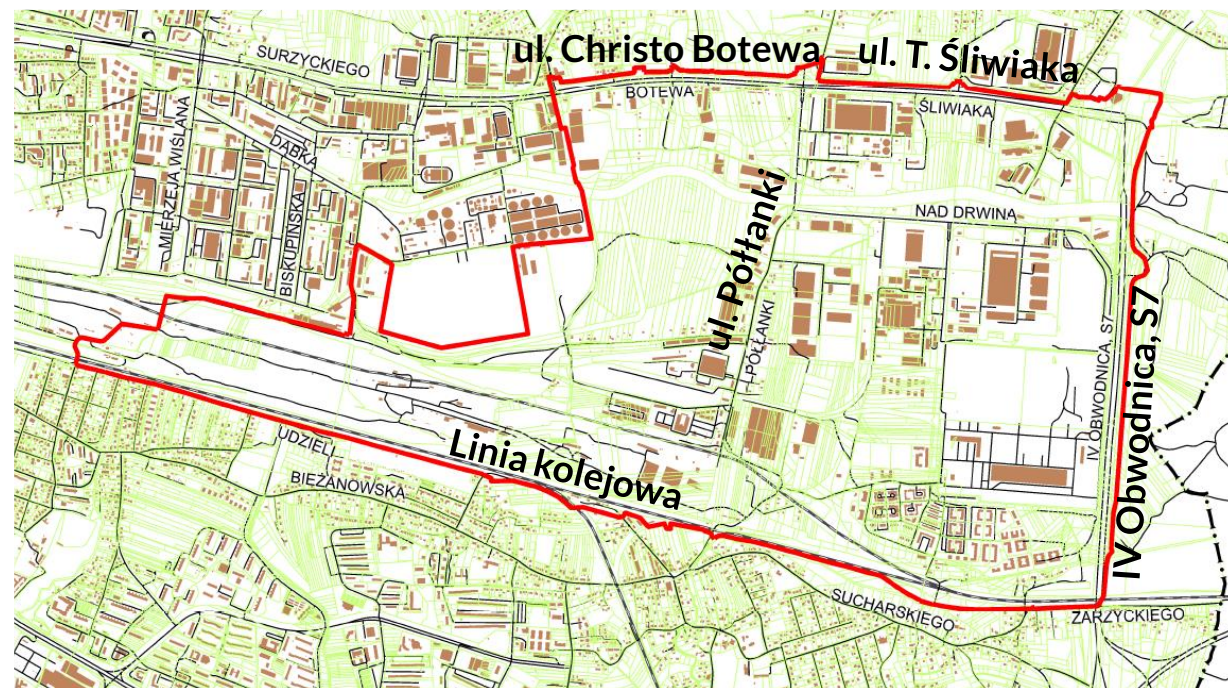 ul. Christo Botewa
ul. T. Śliwiaka
SURZYCKIEGO
BOTEWA
ŚLIWIAKA
MIERZEJA WIŚLANA
DĄBKA
BISKUPIŃSKA
ul. Półłanki
NAD DRWINĄ
PÓŁŁANKI
IV OBWODNICA, S7
IV Obwodnica, S7
UDZIELI
Linia kolejowa
BIEŻANOWSKA
SUCHARSKIEGO
ZARZYCKIEGO